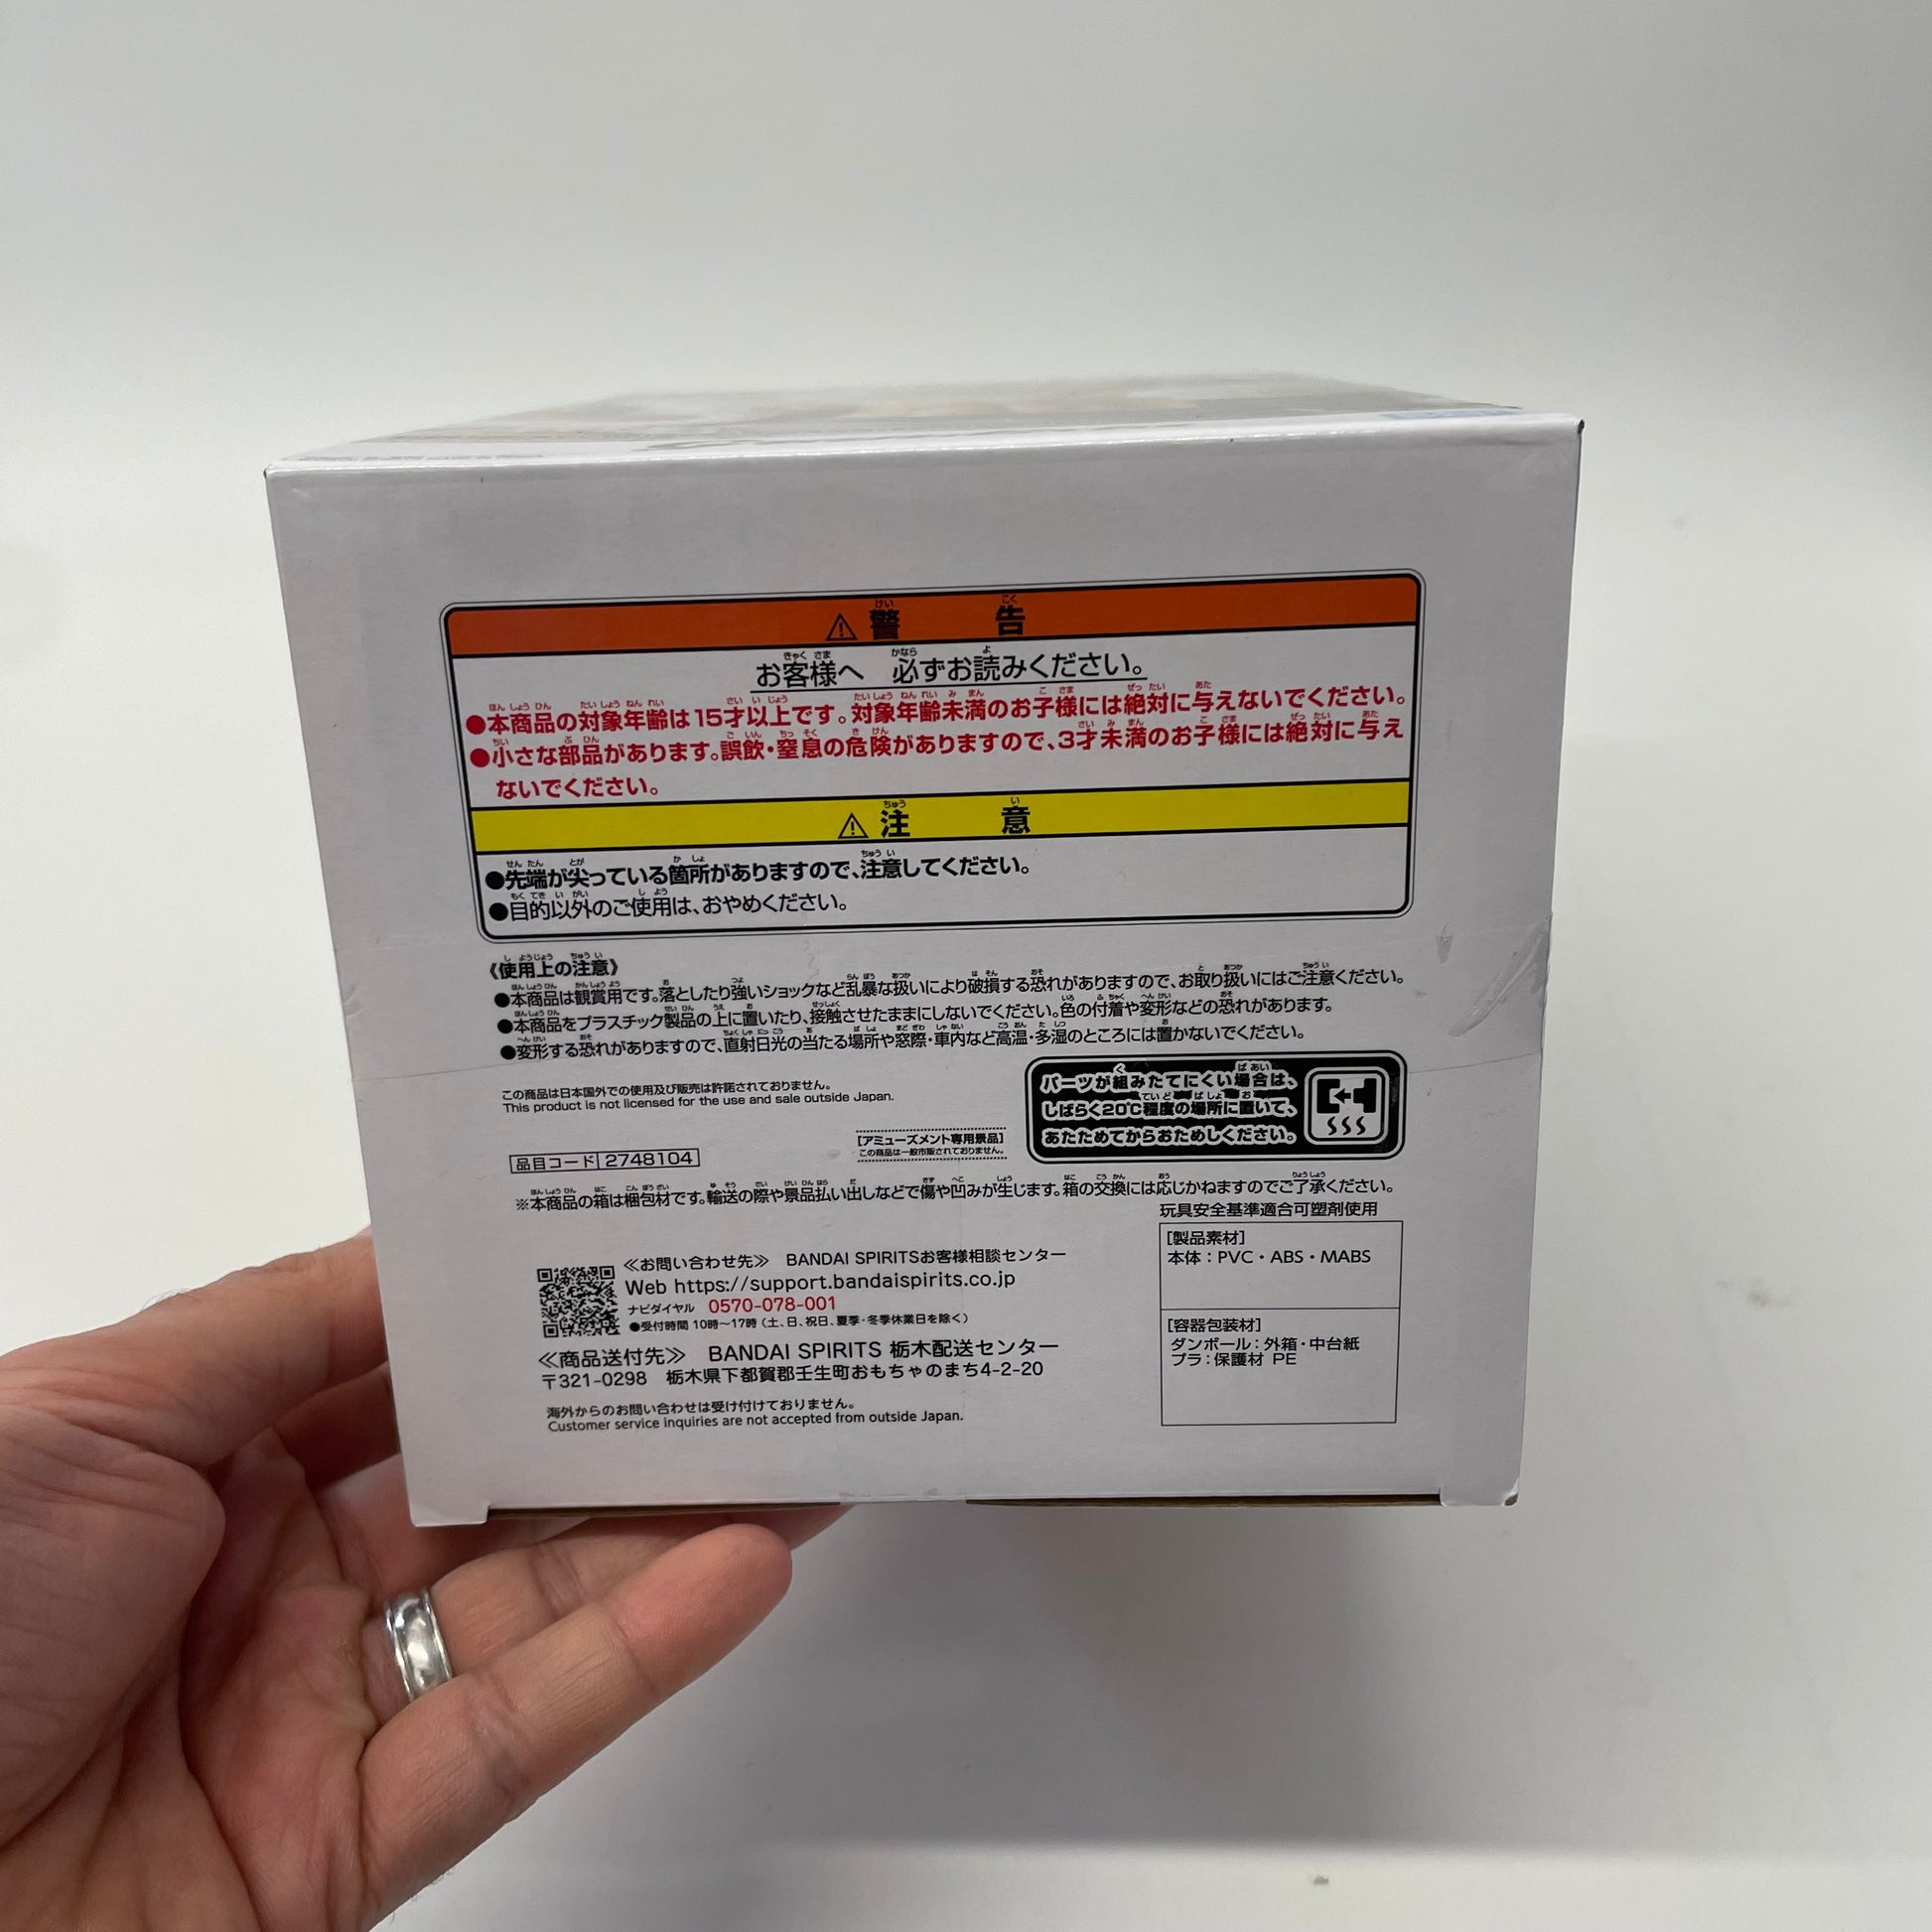 ⚠警告
お客様へ 必ずお読みください。
●本商品の対象年齢は15才以上です。対象年齢未満のお子様には絶対に与えないでください。
●小さな部品があります。誤飲・窒息の危険がありますので、3才未満のお子様には絶対に与え
ないでください。
⚠注意
●先端が尖っている箇所がありますので、注意してください。
●目的以外のご使用は、おやめください。
《使用上の注意》
●本商品は観賞用です。落としたり強いショックなど乱暴な扱いにより破損する恐れがありますので、お取り扱いにはご注意ください。
●本商品をプラスチック製品の上に置いたり、接触させたままにしないでください。色の付着や変形などの恐れがあります。
●変形する恐れがありますので、直射日光の当たる場所や窓際・車内など高温・多湿のところには置かないでください。
この商品は日本国外での使用及び販売は許諾されておりません。
This product is not licensed for the use and sale outside Japan.
パーツが組みたてにくい場合は、
しばらく20℃程度の場所に置いて、
あたためてからおためしください。
[アミューズメント専用景品]
この商品は一般市販されておりません。
品目コード 2748104
※本商品の箱は梱包材です。輸送の際や景品払い出しなどで傷や凹みが生じます。箱の交換には応じかねますのでご了承ください。
玩具安全基準適合可塑剤使用
[製品素材]
本体：PVC・ABS・MABS
[容器包装材]
ダンボール：外箱・中台紙
プラ：保護材 PE
≪お問い合わせ先≫ BANDAI SPIRITSお客様相談センター
Web https://support.bandaispirits.co.jp
ナビダイヤル 0570-078-001
●受付時間 10時〜17時（土、日、祝日、夏季・冬季休業日を除く）
≪商品送付先≫ BANDAI SPIRITS 栃木配送センター
〒321-0298 栃木県下都賀郡壬生町おもちゃのまち4-2-20
海外からのお問い合わせは受け付けておりません。
Customer service inquiries are not accepted from outside Japan.